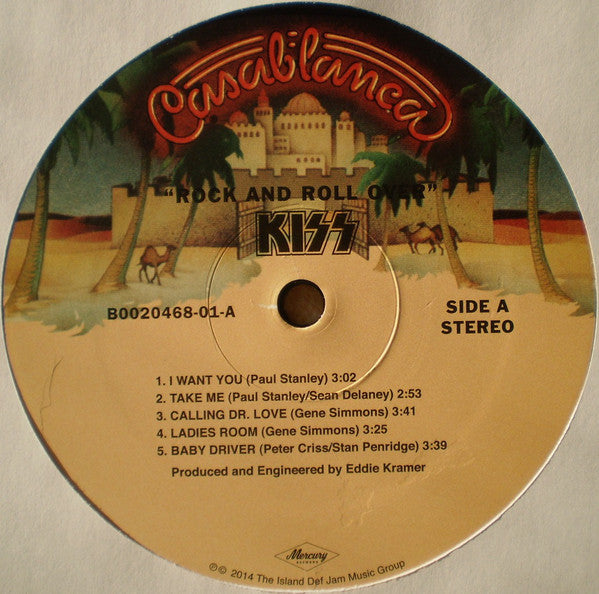 Casablanca
"ROCK AND ROLL OVER"
KISS
B0020468-01-A
SIDE A
STEREO
1. I WANT YOU (Paul Stanley) 3:02
2. TAKE ME (Paul Stanley/Sean Delaney) 2:53
3. CALLING DR. LOVE (Gene Simmons) 3:41
4. LADIES ROOM (Gene Simmons) 3:25
5. BABY DRIVER (Peter Criss/Stan Penridge) 3:39
Produced and Engineered by Eddie Kramer
Mercury
RECORDS
℗© 2014 The Island Def Jam Music Group